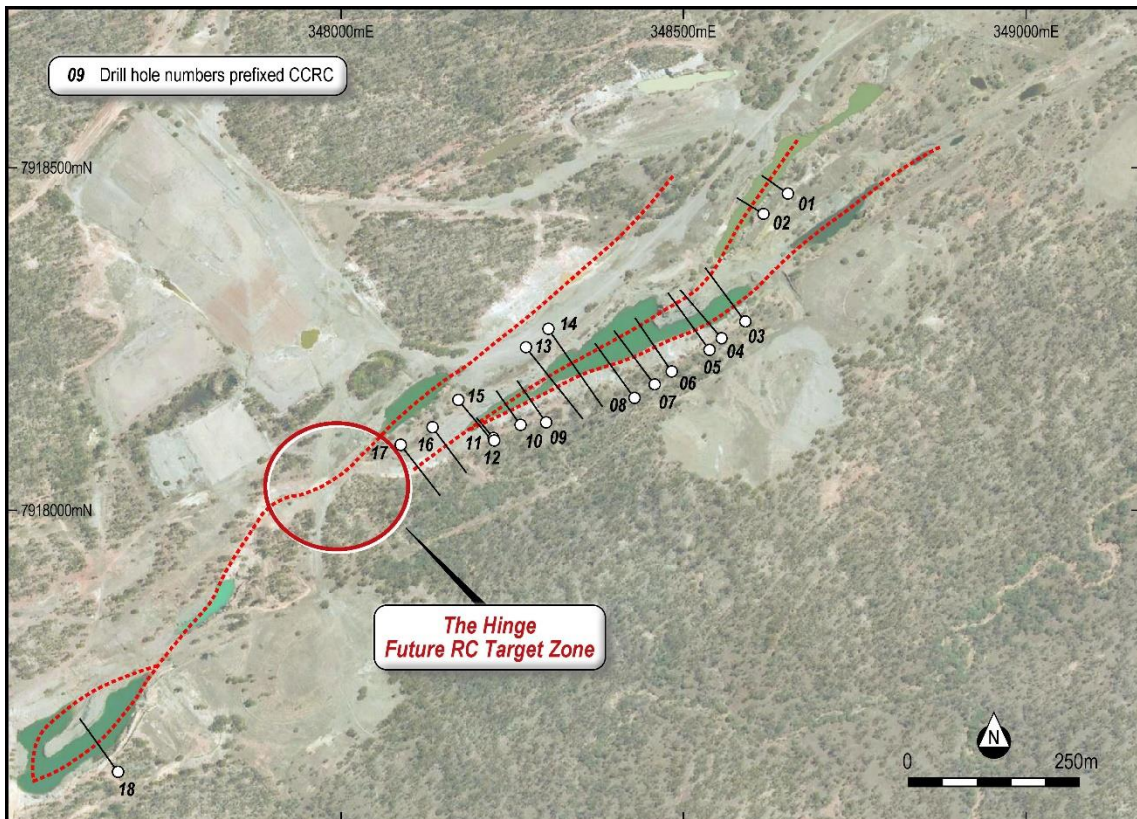 348000mE
348500mE
349000mE
09 Drill hole numbers prefixed CCRC
7918500mN
01
02
14
03
13
04
05
06
15
07
08
16
11
10
09
17
12
7918000mN
The Hinge
Future RC Target Zone
N
0
250m
18